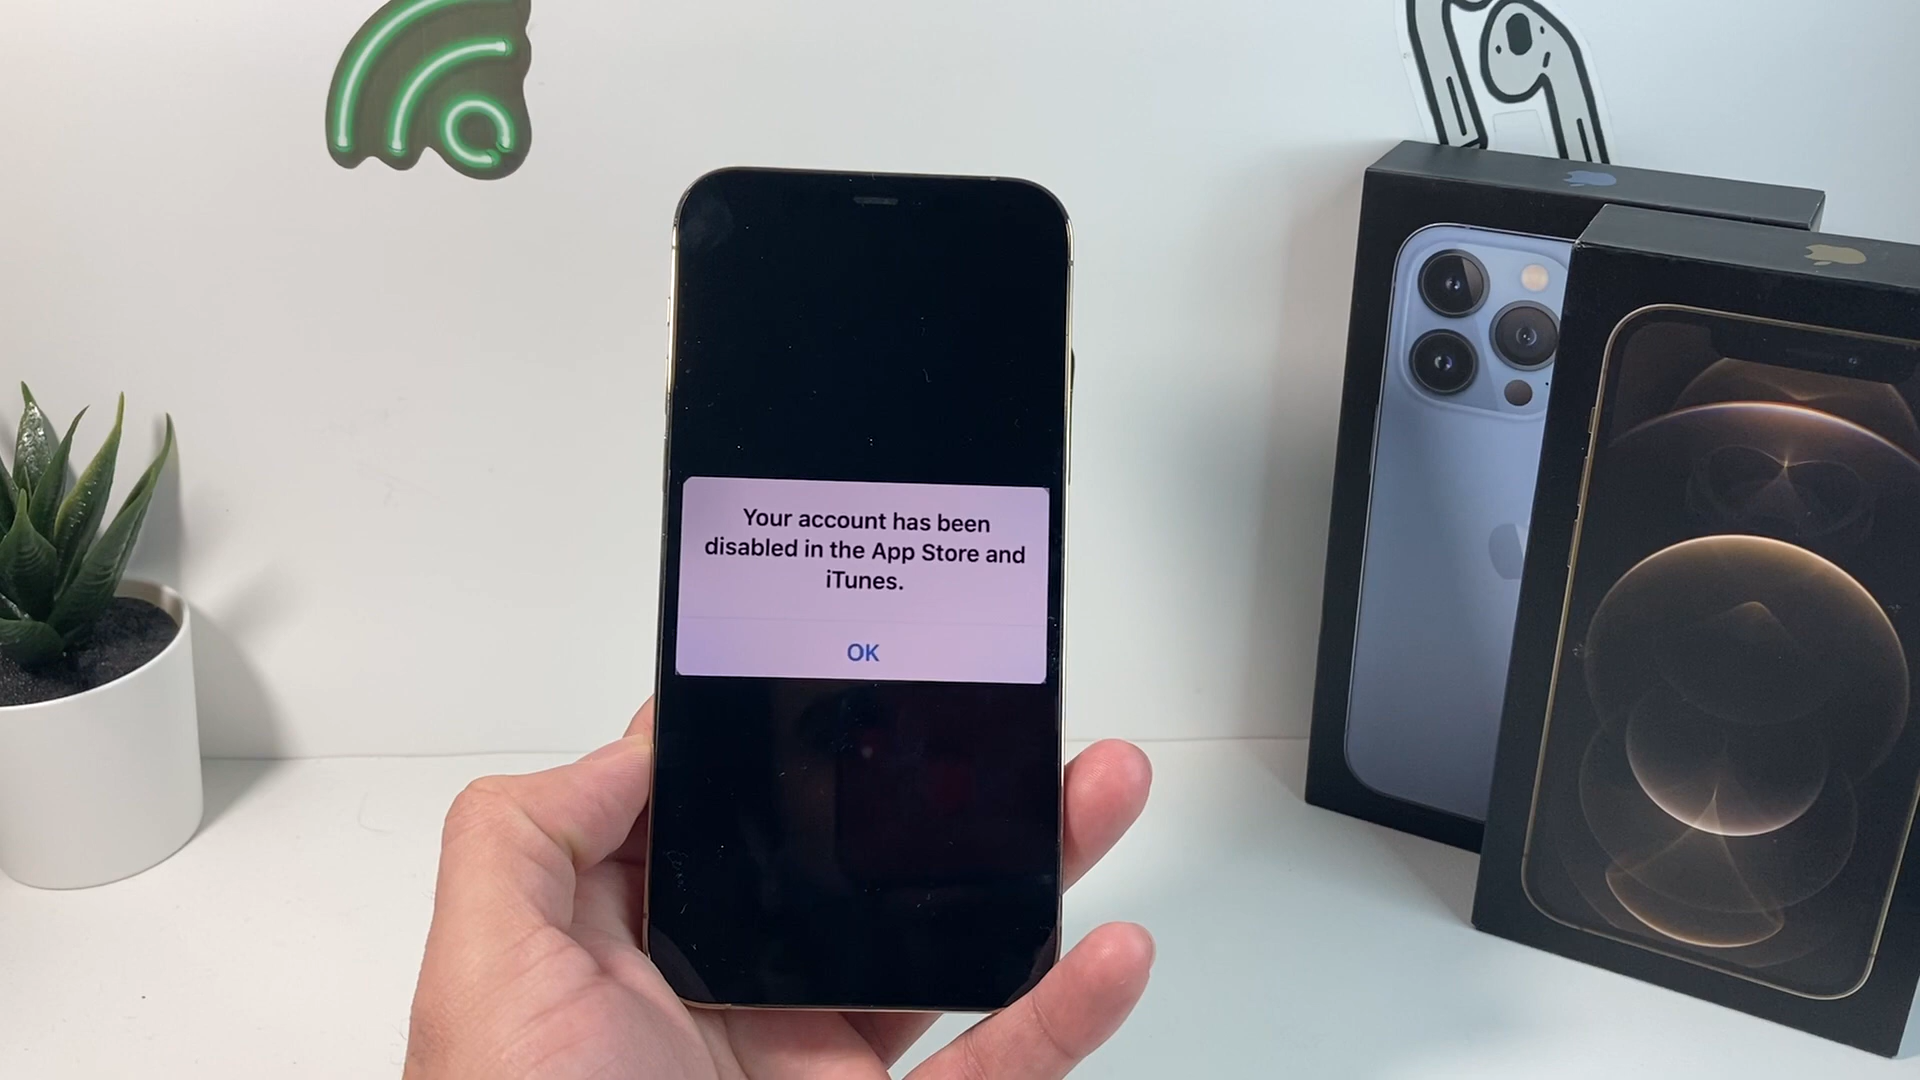 Your account has been
disabled in the App Store and
iTunes.
OK